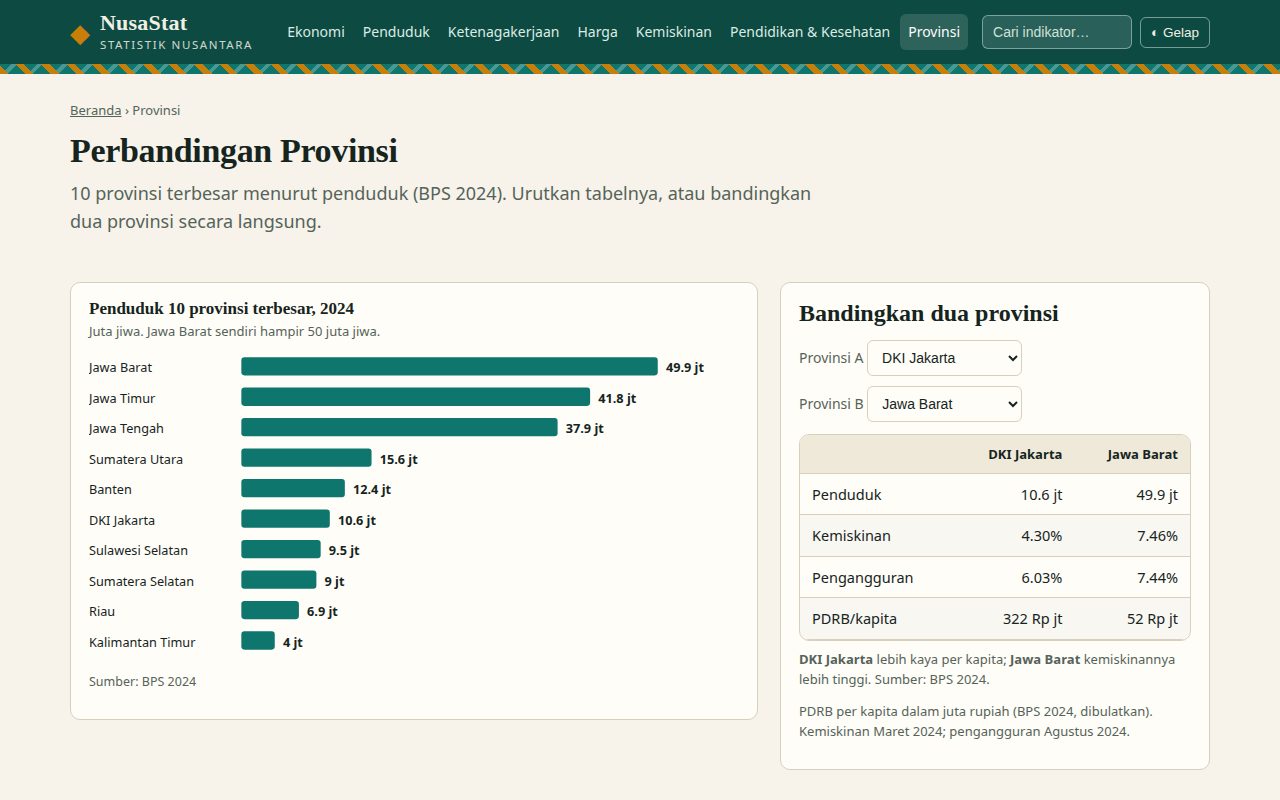 NusaStat
STATISTIK NUSANTARA
Ekonomi Penduduk Ketenagakerjaan Harga Kemiskinan Pendidikan & Kesehatan Provinsi Cari indikator… Gelap
Beranda › Provinsi
Perbandingan Provinsi
10 provinsi terbesar menurut penduduk (BPS 2024). Urutkan tabelnya, atau bandingkan
dua provinsi secara langsung.
Penduduk 10 provinsi terbesar, 2024
Juta jiwa. Jawa Barat sendiri hampir 50 juta jiwa.
Jawa Barat 49.9 jt
Jawa Timur 41.8 jt
Jawa Tengah 37.9 jt
Sumatera Utara 15.6 jt
Banten 12.4 jt
DKI Jakarta 10.6 jt
Sulawesi Selatan 9.5 jt
Sumatera Selatan 9 jt
Riau 6.9 jt
Kalimantan Timur 4 jt
Sumber: BPS 2024
Bandingkan dua provinsi
Provinsi A DKI Jakarta
Provinsi B Jawa Barat
DKI Jakarta Jawa Barat
Penduduk 10.6 jt 49.9 jt
Kemiskinan 4.30% 7.46%
Pengangguran 6.03% 7.44%
PDRB/kapita 322 Rp jt 52 Rp jt
DKI Jakarta lebih kaya per kapita; Jawa Barat kemiskinannya
lebih tinggi. Sumber: BPS 2024.
PDRB per kapita dalam juta rupiah (BPS 2024, dibulatkan).
Kemiskinan Maret 2024; pengangguran Agustus 2024.